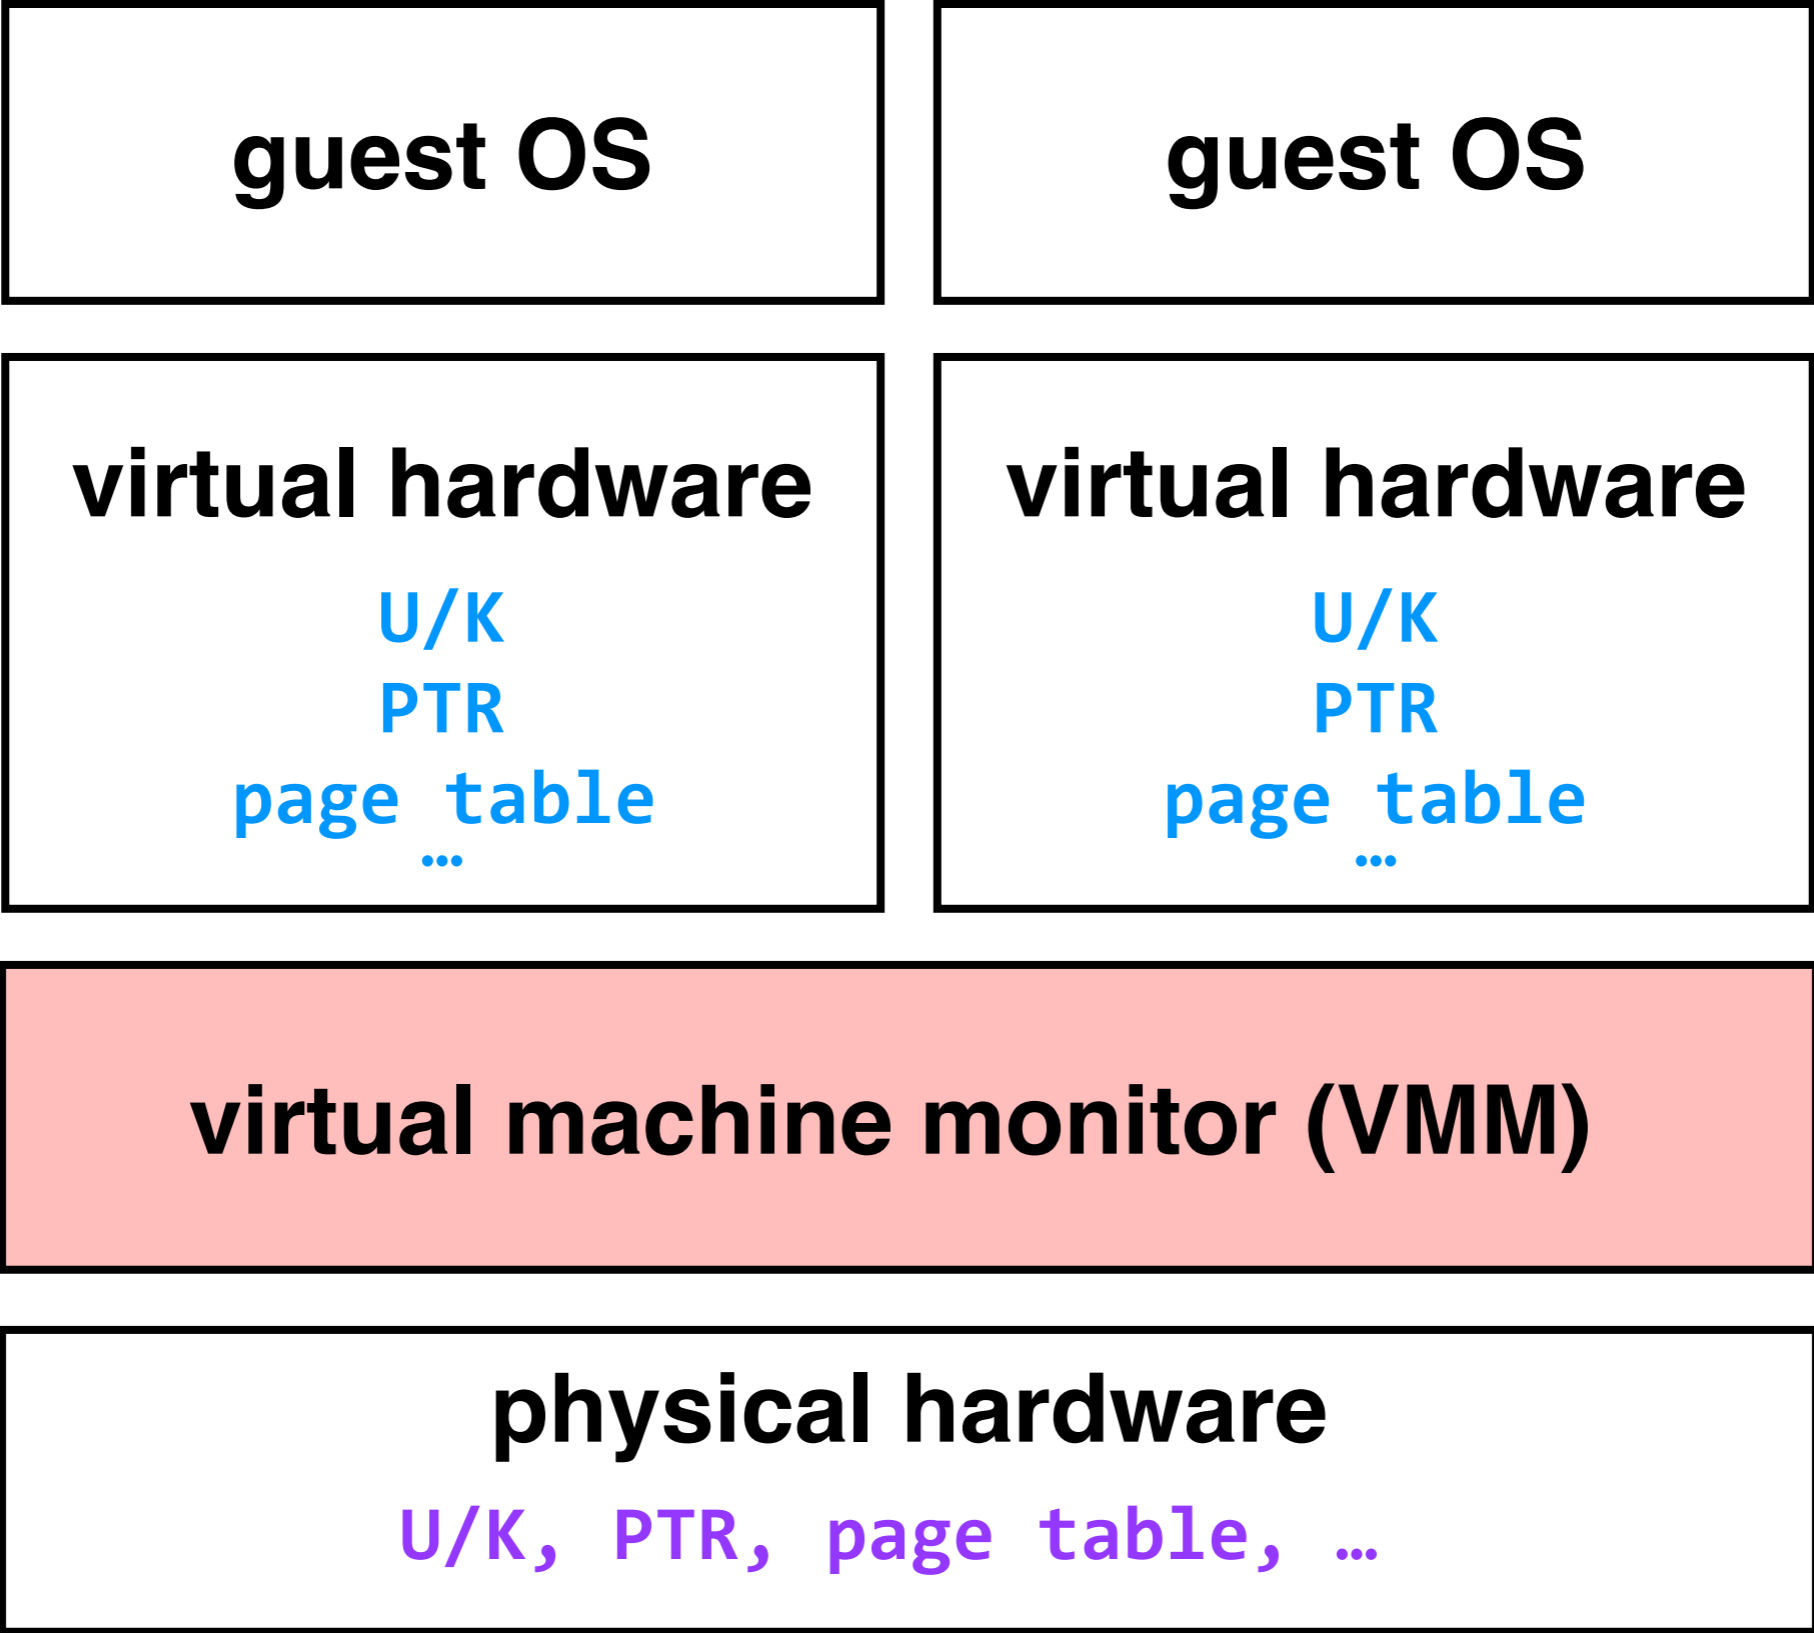 guest OS
guest OS
virtual hardware
U/K
PTR
page table
…
virtual hardware
U/K
PTR
page table
…
virtual machine monitor (VMM)
physical hardware
U/K, PTR, page table, …